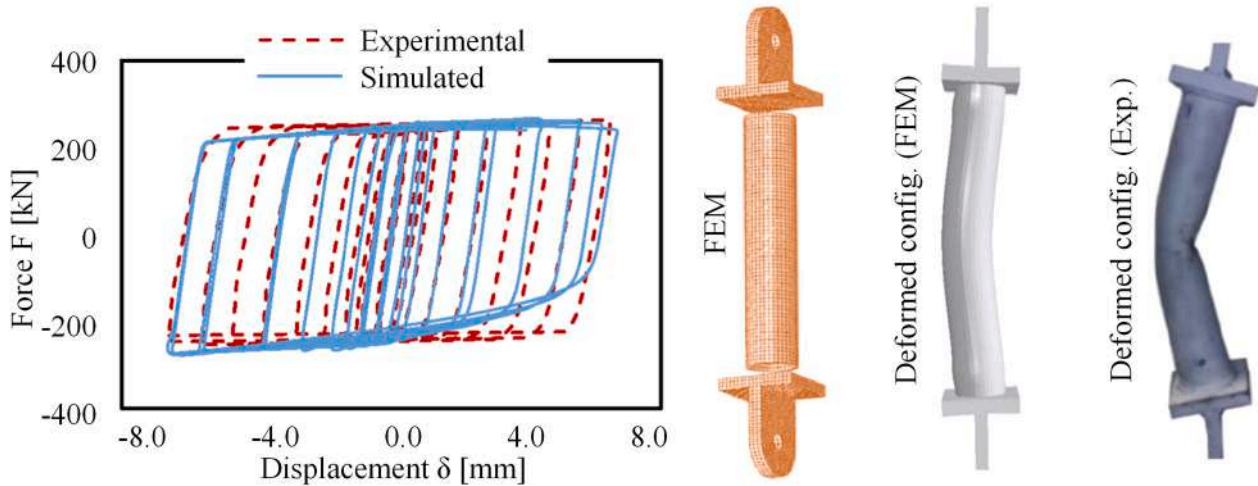 Experimental
Simulated
400
200
0
-200
-400
Force F [kN]
-8.0
-4.0
0.0
4.0
8.0
Displacement δ [mm]
FEM
Deformed config. (FEM)
Deformed config. (Exp.)